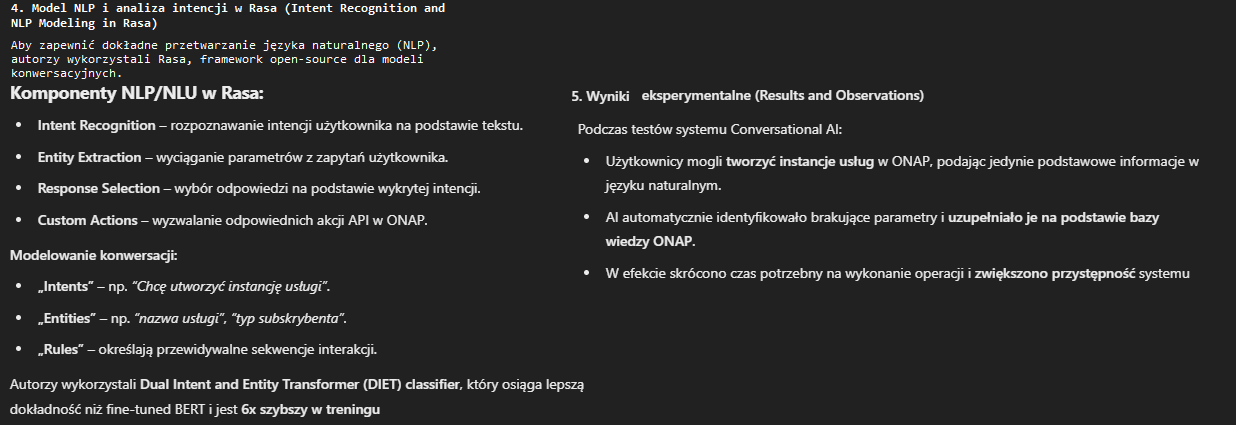 4. Model NLP i analiza intencji w Rasa (Intent Recognition and
NLP Modeling in Rasa)
Aby zapewnić dokładne przetwarzanie języka naturalnego (NLP),
autorzy wykorzystali Rasa, framework open-source dla modeli
konwersacyjnych.
Komponenty NLP/NLU w Rasa:
• Intent Recognition – rozpoznawanie intencji użytkownika na podstawie tekstu.
• Entity Extraction – wyciąganie parametrów z zapytań użytkownika.
• Response Selection – wybór odpowiedzi na podstawie wykrytej intencji.
• Custom Actions – wyzwalanie odpowiednich akcji API w ONAP.
Modelowanie konwersacji:
• „Intents” – np. “Chcę utworzyć instancję usługi”.
• „Entities” – np. “nazwa usługi”, “typ subskrybenta”.
• „Rules” – określają przewidywalne sekwencje interakcji.
Autorzy wykorzystali Dual Intent and Entity Transformer (DIET) classifier, który osiąga lepszą
dokładność niż fine-tuned BERT i jest 6x szybszy w treningu
5. Wyniki eksperymentalne (Results and Observations)
Podczas testów systemu Conversational AI:
• Użytkownicy mogli tworzyć instancje usług w ONAP, podając jedynie podstawowe informacje w
języku naturalnym.
• AI automatycznie identyfikowało brakujące parametry i uzupełniało je na podstawie bazy
wiedzy ONAP.
• W efekcie skrócono czas potrzebny na wykonanie operacji i zwiększono przystępność systemu